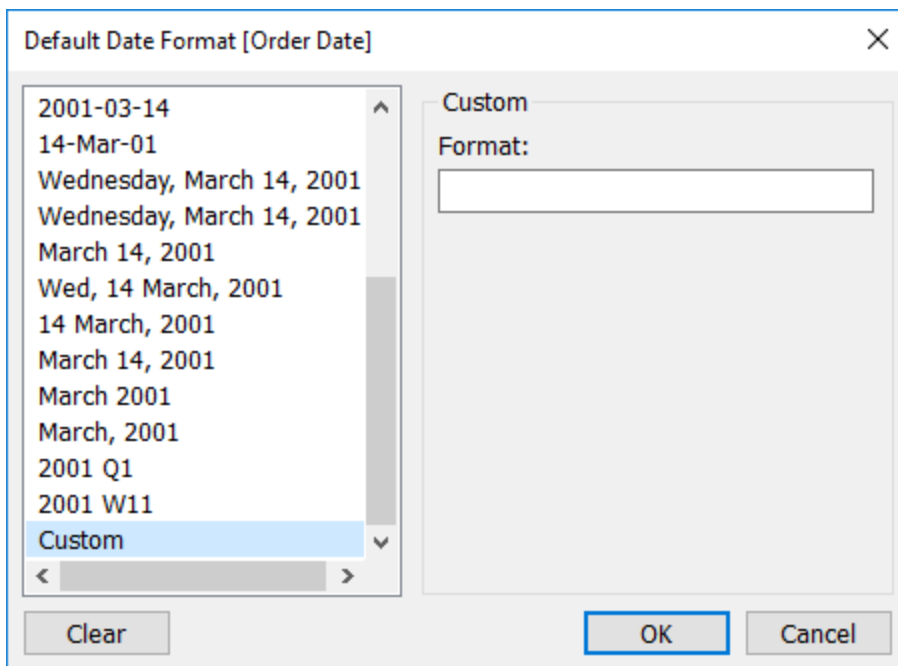 Default Date Format [Order Date]
2001-03-14
14-Mar-01
Wednesday, March 14, 2001
Wednesday, March 14, 2001
March 14, 2001
Wed, 14 March, 2001
14 March, 2001
March 14, 2001
March 2001
March, 2001
2001 Q1
2001 W11
Custom
Custom
Format:
Clear
OK
Cancel